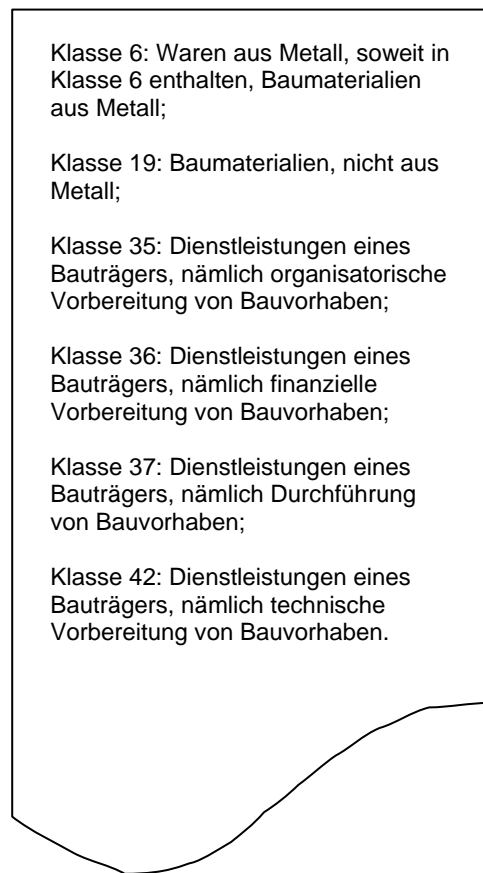 Klasse 6: Waren aus Metall, soweit in
Klasse 6 enthalten, Baumaterialien
aus Metall;
Klasse 19: Baumaterialien, nicht aus
Metall;
Klasse 35: Dienstleistungen eines
Bauträgers, nämlich organisatorische
Vorbereitung von Bauvorhaben;
Klasse 36: Dienstleistungen eines
Bauträgers, nämlich finanzielle
Vorbereitung von Bauvorhaben;
Klasse 37: Dienstleistungen eines
Bauträgers, nämlich Durchführung
von Bauvorhaben;
Klasse 42: Dienstleistungen eines
Bauträgers, nämlich technische
Vorbereitung von Bauvorhaben.